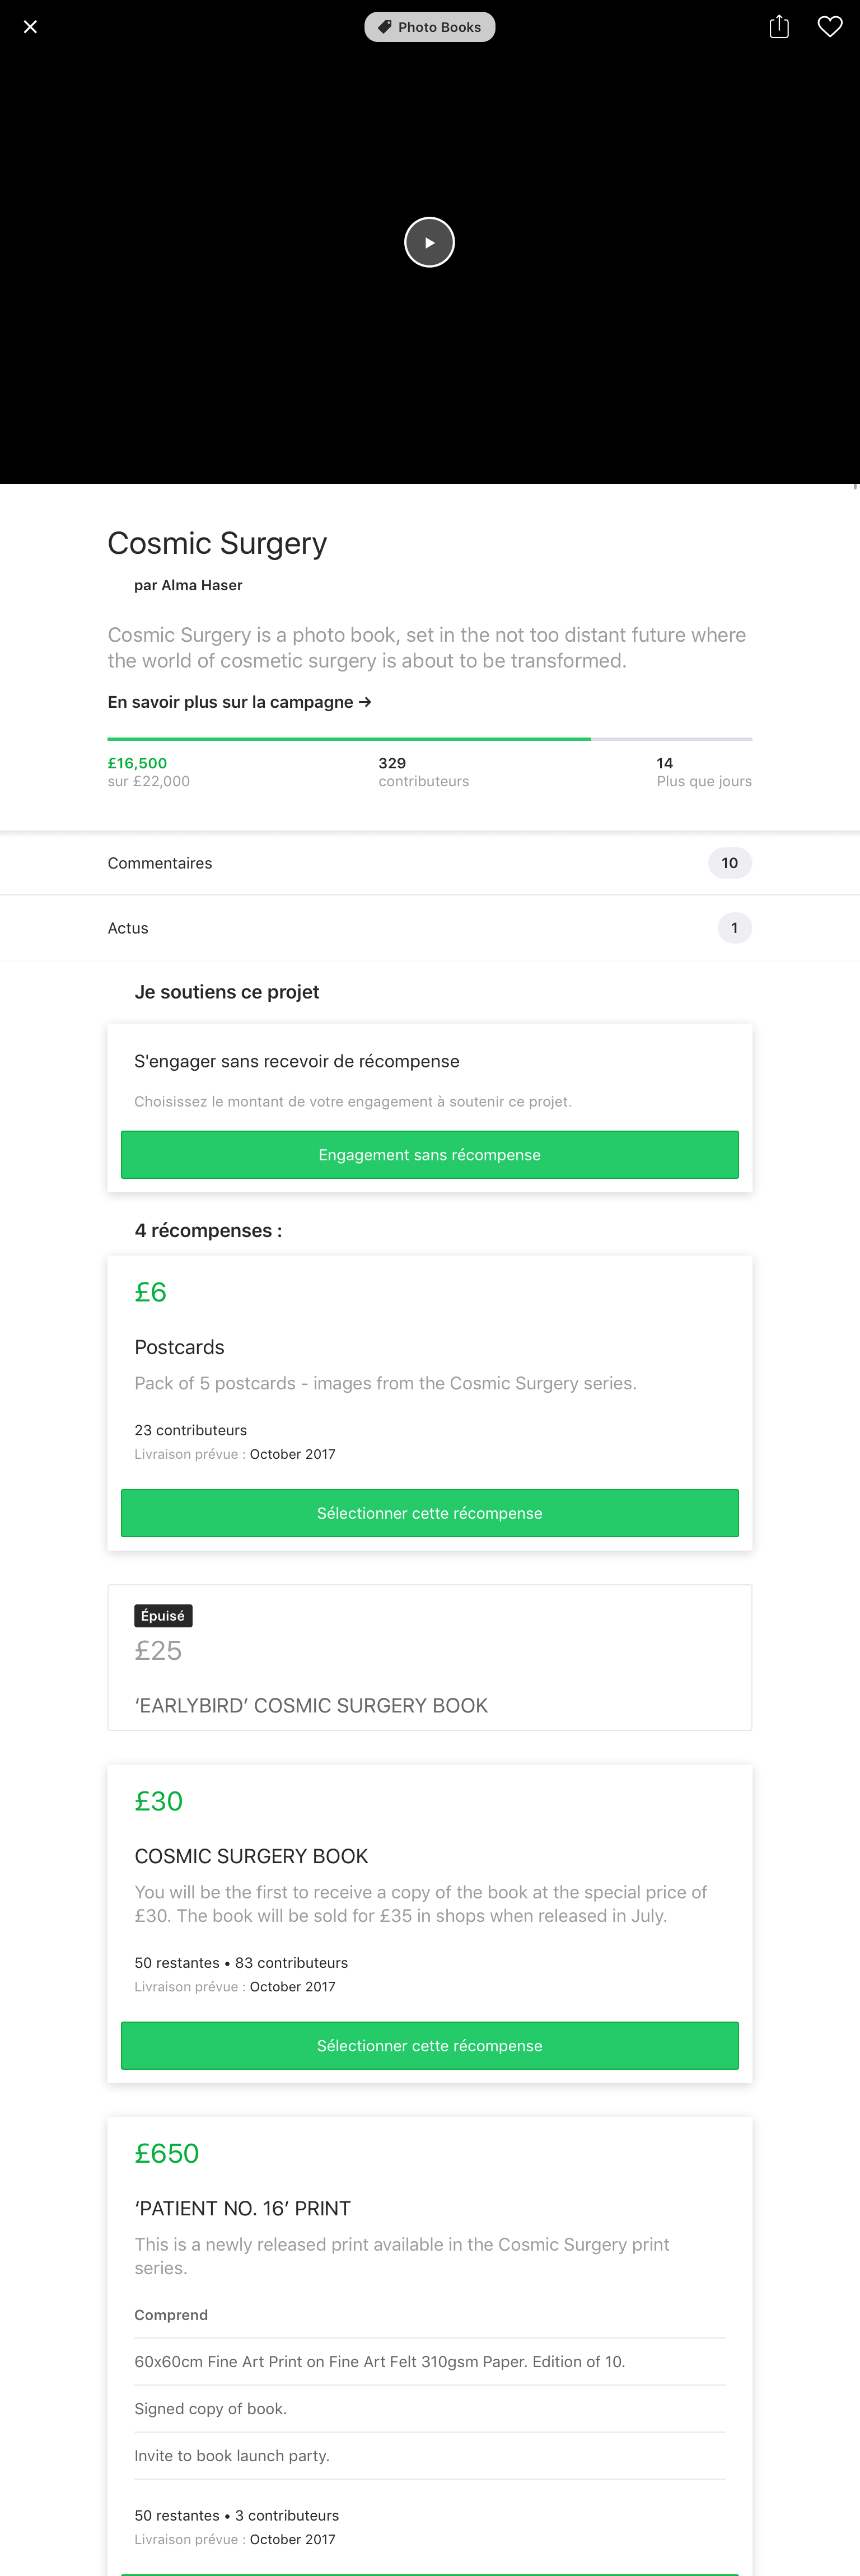 Photo Books
Cosmic Surgery
par Alma Haser
Cosmic Surgery is a photo book, set in the not too distant future where
the world of cosmetic surgery is about to be transformed.
En savoir plus sur la campagne →
£16,500
sur £22,000
329
contributeurs
14
Plus que jours
Commentaires
10
Actus
1
Je soutiens ce projet
S'engager sans recevoir de récompense
Choisissez le montant de votre engagement à soutenir ce projet.
Engagement sans récompense
4 récompenses :
£6
Postcards
Pack of 5 postcards - images from the Cosmic Surgery series.
23 contributeurs
Livraison prévue : October 2017
Sélectionner cette récompense
Épuisé
£25
‘EARLYBIRD’ COSMIC SURGERY BOOK
£30
COSMIC SURGERY BOOK
You will be the first to receive a copy of the book at the special price of
£30. The book will be sold for £35 in shops when released in July.
50 restantes • 83 contributeurs
Livraison prévue : October 2017
Sélectionner cette récompense
£650
‘PATIENT NO. 16’ PRINT
This is a newly released print available in the Cosmic Surgery print
series.
Comprend
60x60cm Fine Art Print on Fine Art Felt 310gsm Paper. Edition of 10.
Signed copy of book.
Invite to book launch party.
50 restantes • 3 contributeurs
Livraison prévue : October 2017